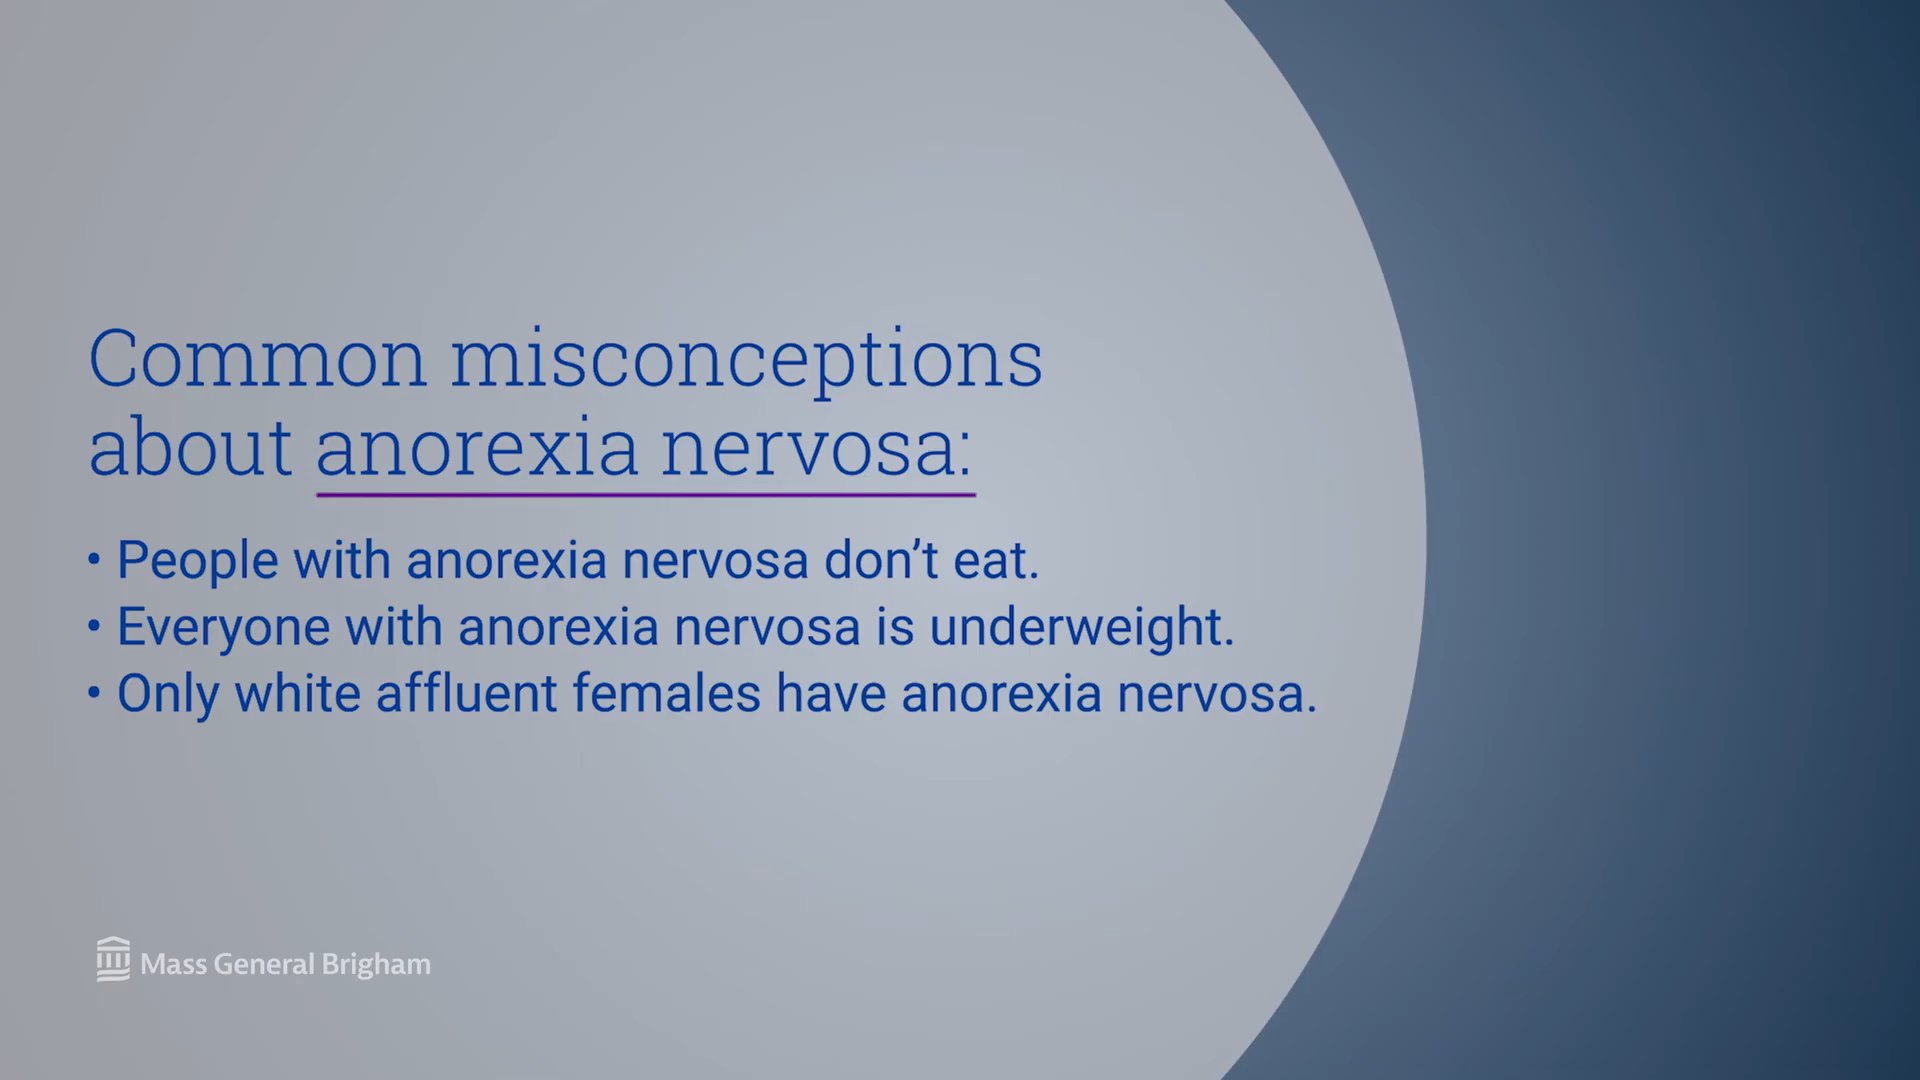 Common misconceptions
about anorexia nervosa:
• People with anorexia nervosa don’t eat.
• Everyone with anorexia nervosa is underweight.
• Only white affluent females have anorexia nervosa.
Mass General Brigham